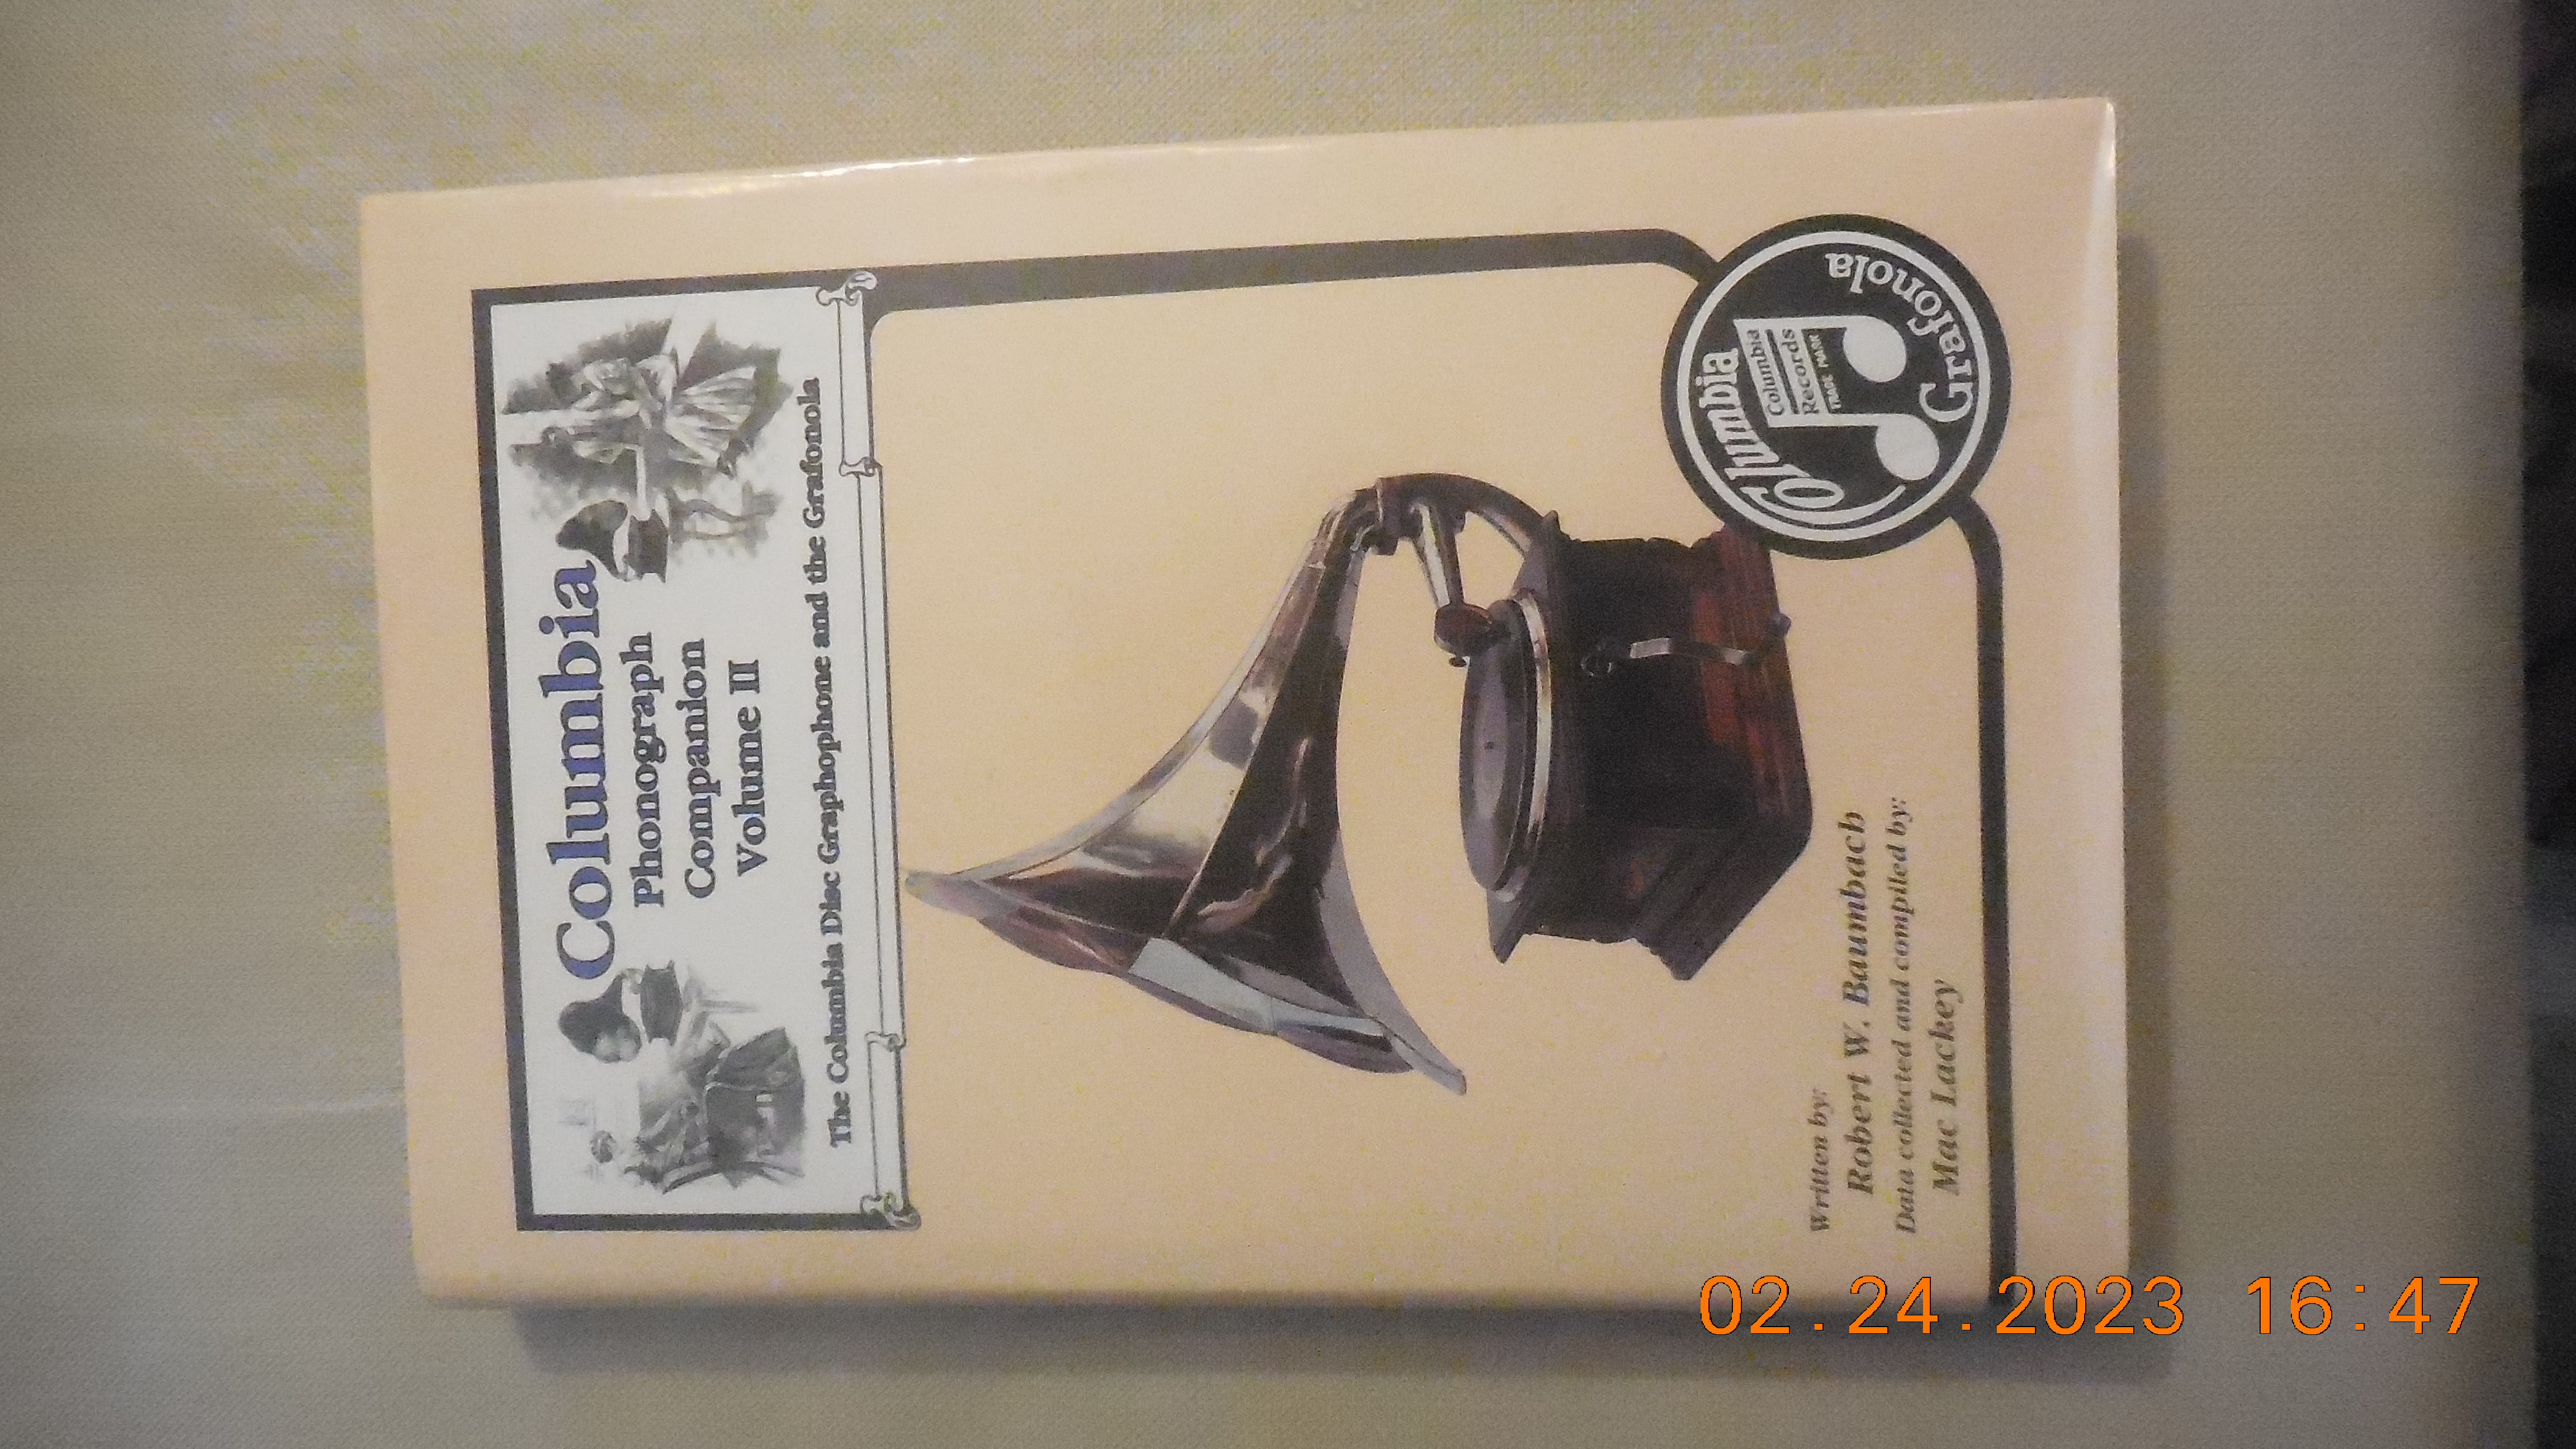 Columbia
Phonograph
Companion
Volume II
The Columbia Disc Graphophone and the Grafonola
Columbia
Columbia
Records
TRADE MARK
Grafonola
Written by:
Robert W. Baumbach
Data collected and compiled by:
Mac Lackey
02.24.2023 16:47